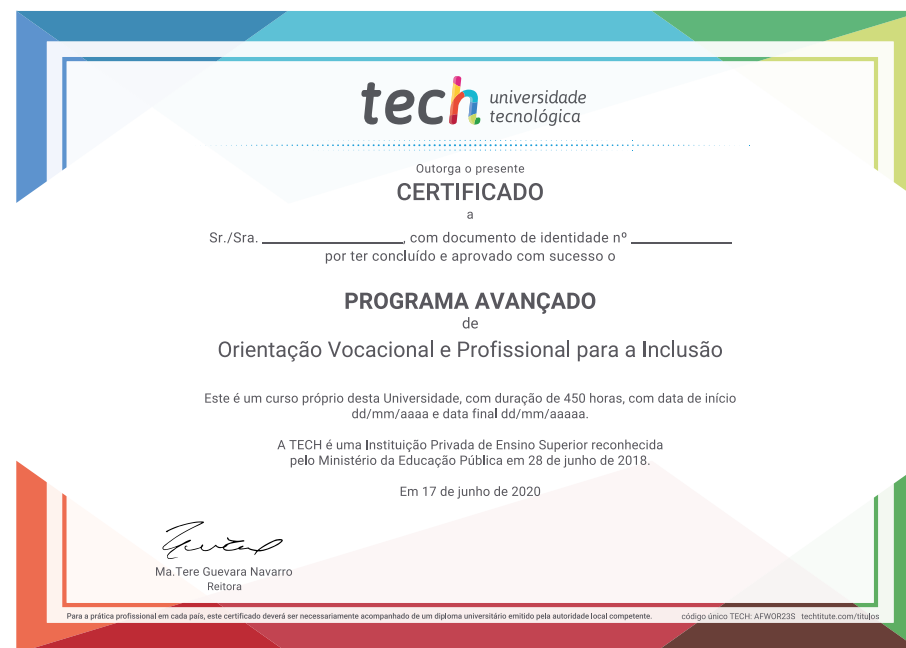 tech universidade
tecnológica
Outorga o presente
CERTIFICADO
a
Sr./Sra. ____________________, com documento de identidade nº ______________
por ter concluído e aprovado com sucesso o
PROGRAMA AVANÇADO
de
Orientação Vocacional e Profissional para a Inclusão
Este é um curso próprio desta Universidade, com duração de 450 horas, com data de início
dd/mm/aaaa e data final dd/mm/aaaaa.
A TECH é uma Instituição Privada de Ensino Superior reconhecida
pelo Ministério da Educação Pública em 28 de junho de 2018.
Em 17 de junho de 2020
Ma.Tere Guevara Navarro
Reitora
Para a prática profissional em cada país, este certificado deverá ser necessariamente acompanhado de um diploma universitário emitido pela autoridade local competente. código único TECH: AFWOR23S techtitute.com/titulos